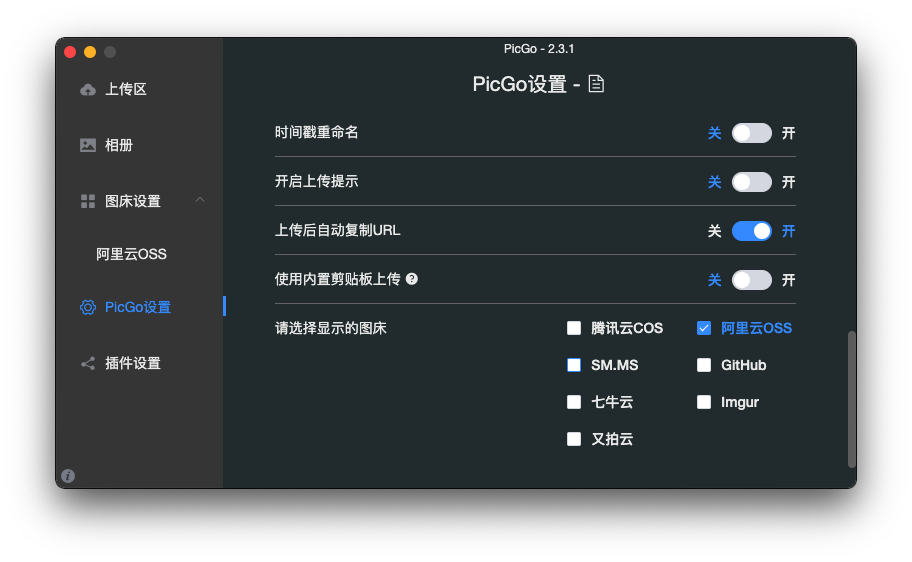 PicGo - 2.3.1
上传区
相册
图床设置
阿里云OSS
PicGo设置
插件设置
PicGo设置 -
时间戳重命名 关 开
开启上传提示 关 开
上传后自动复制URL 关 开
使用内置剪贴板上传 ? 关 开
请选择显示的图床 腾讯云COS 阿里云OSS
SM.MS GitHub
七牛云 Imgur
又拍云
i